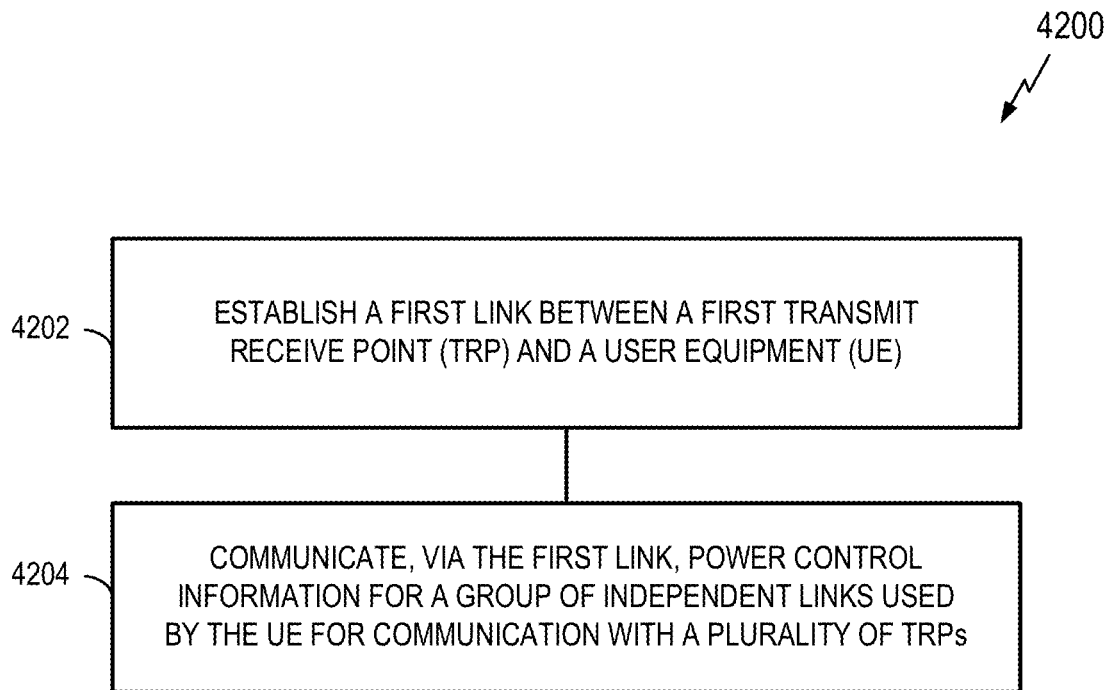 4200
4202
ESTABLISH A FIRST LINK BETWEEN A FIRST TRANSMIT
RECEIVE POINT (TRP) AND A USER EQUIPMENT (UE)
4204
COMMUNICATE, VIA THE FIRST LINK, POWER CONTROL
INFORMATION FOR A GROUP OF INDEPENDENT LINKS USED
BY THE UE FOR COMMUNICATION WITH A PLURALITY OF TRPs